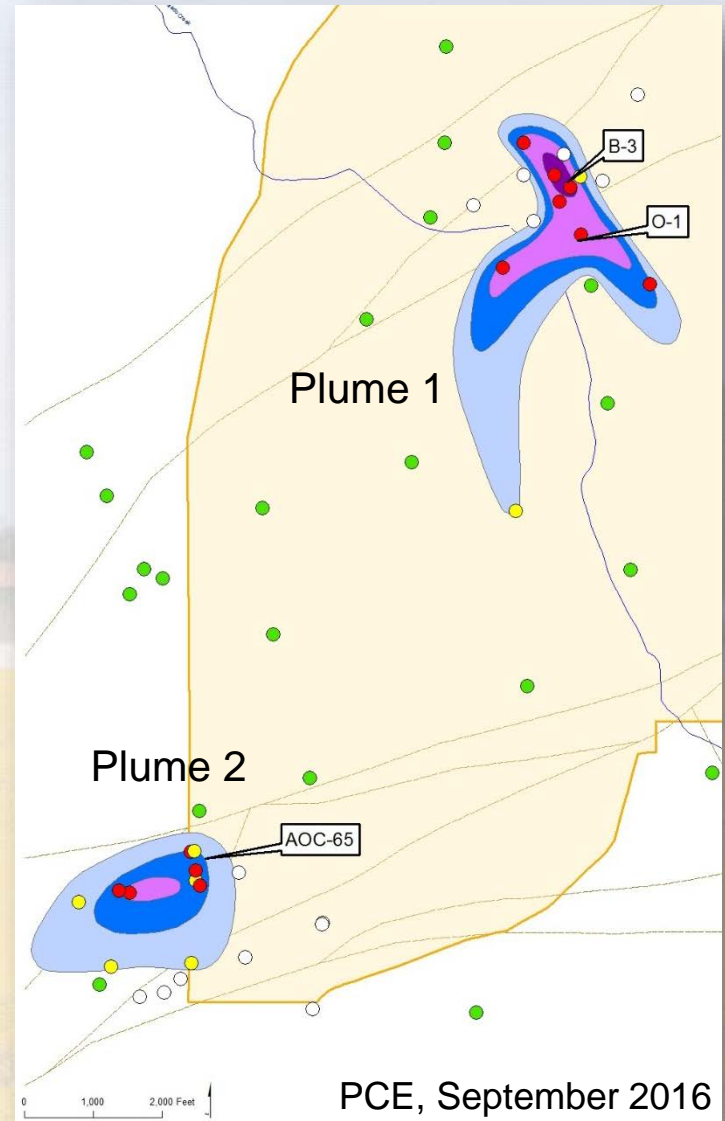 B-3
O-1
Plume 1
Plume 2
AOC-65
0 1,000 2,000 Feet
PCE, September 2016